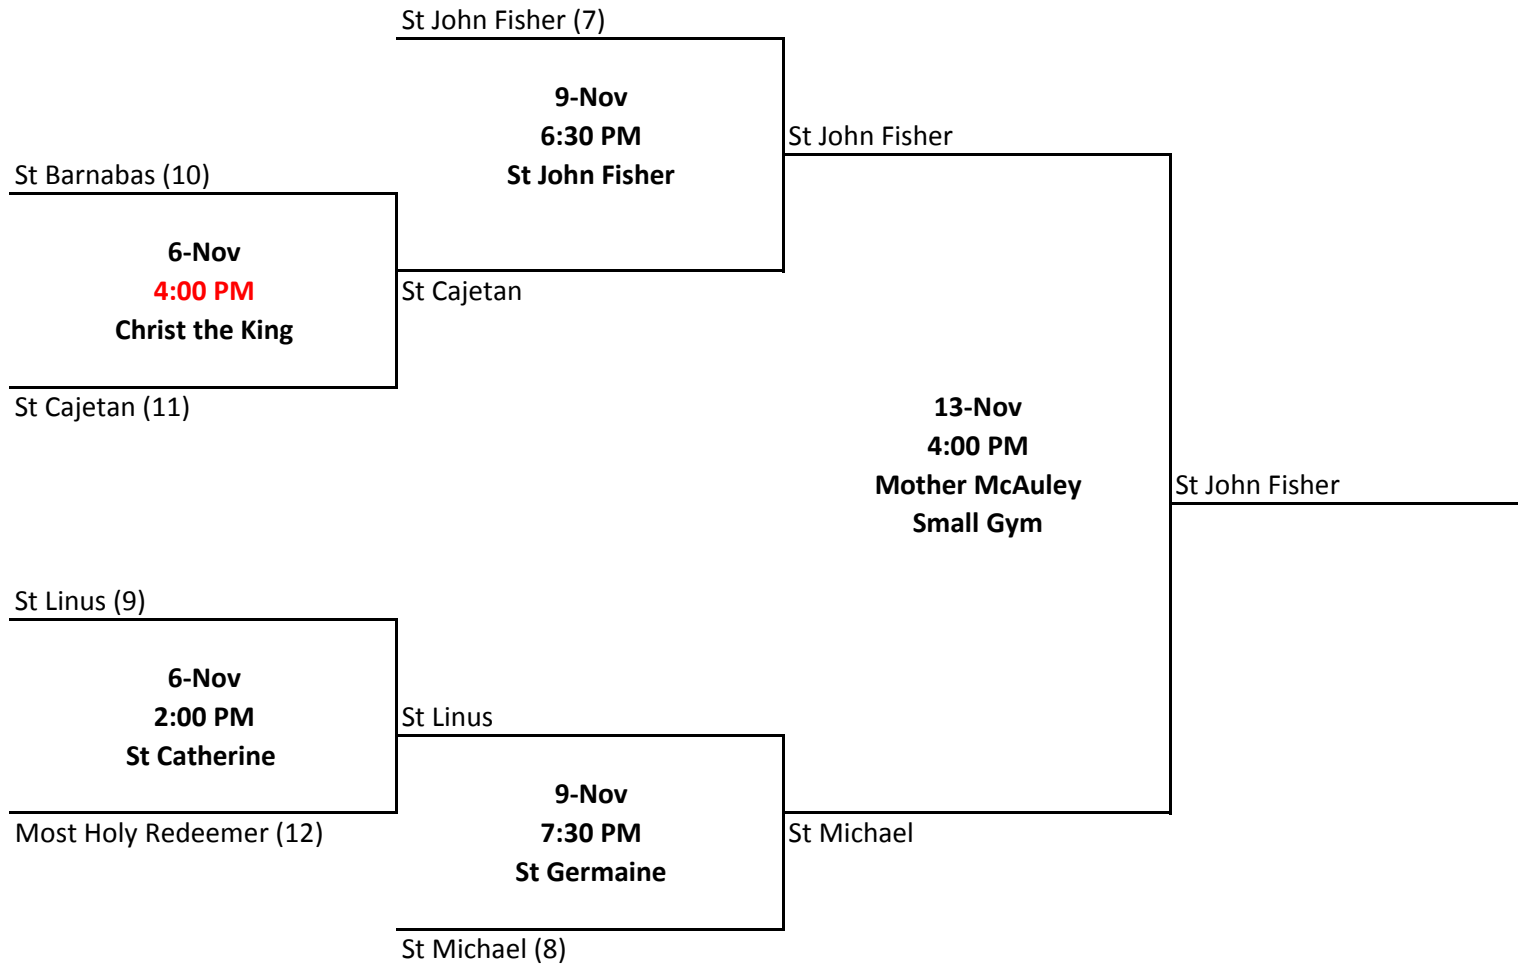 St John Fisher (7)
9-Nov
6:30 PM
St John Fisher
St John Fisher
St Barnabas (10)
6-Nov
4:00 PM
Christ the King
St Cajetan
St Cajetan (11)
13-Nov
4:00 PM
Mother McAuley
Small Gym
St John Fisher
St Linus (9)
6-Nov
2:00 PM
St Catherine
St Linus
Most Holy Redeemer (12)
9-Nov
7:30 PM
St Germaine
St Michael
St Michael (8)